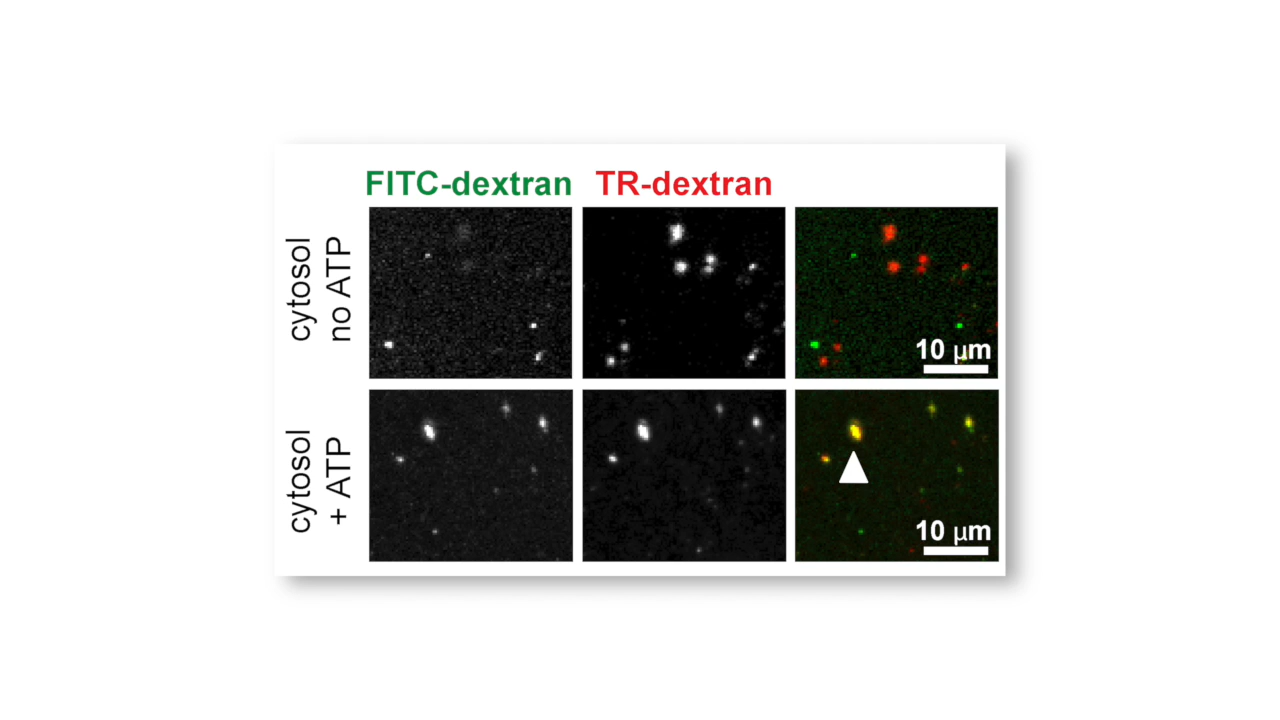 FITC-dextran TR-dextran
cytosol
no ATP
10 µm
cytosol
+ ATP
10 µm